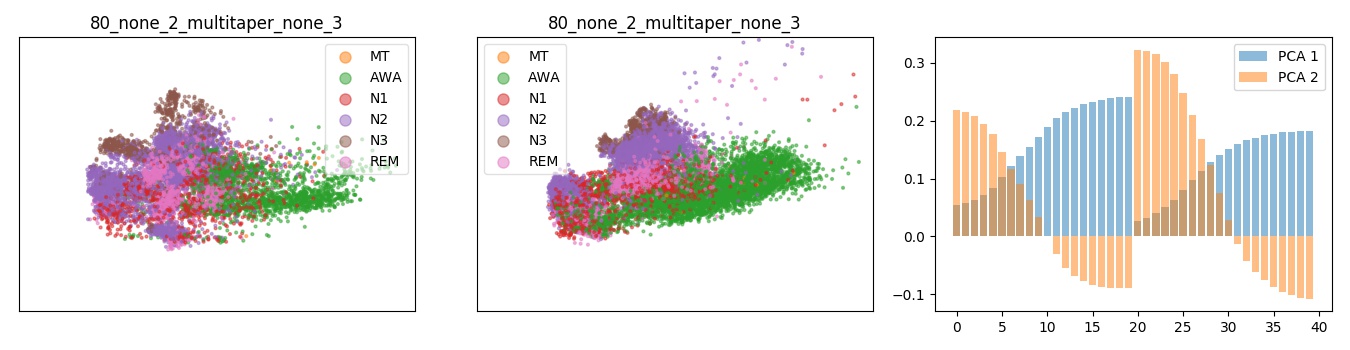 80_none_2_multitaper_none_3
MT
AWA
N1
N2
N3
REM
80_none_2_multitaper_none_3
MT
AWA
N1
N2
N3
REM
PCA 1
PCA 2
0.3
0.2
0.1
0.0
−0.1
0 5 10 15 20 25 30 35 40